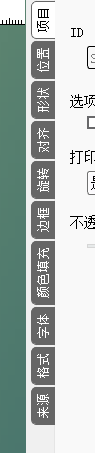 项目
位置
形状
对齐
旋转
边框
颜色填充
字体
格式
来源
ID
选项
打印
不透